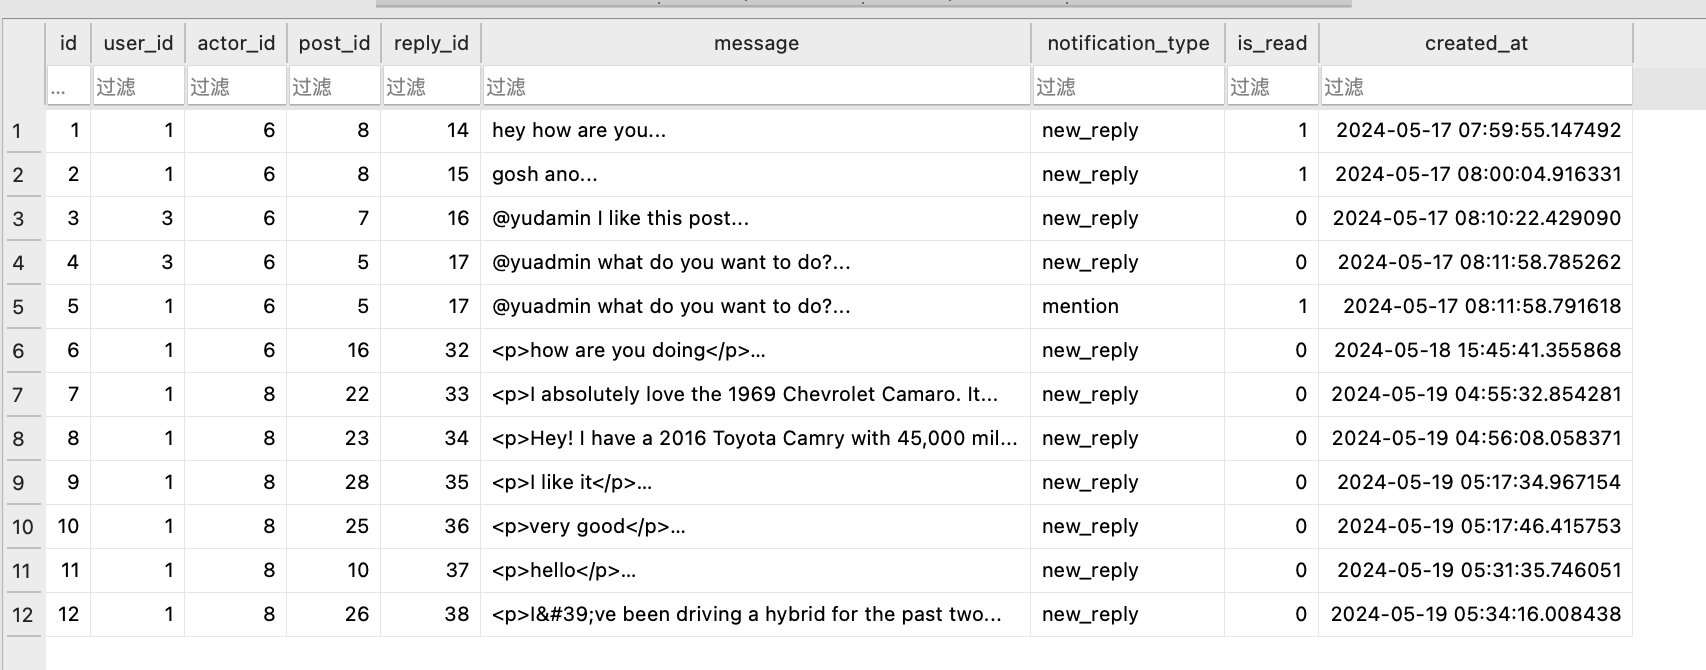 id user_id actor_id post_id reply_id message notification_type is_read created_at
... 过滤 过滤 过滤 过滤 过滤 过滤 过滤 过滤
1 1 1 6 8 14 hey how are you... new_reply 1 2024-05-17 07:59:55.147492
2 2 1 6 8 15 gosh ano... new_reply 1 2024-05-17 08:00:04.916331
3 3 3 6 7 16 @yudamin I like this post... new_reply 0 2024-05-17 08:10:22.429090
4 4 3 6 5 17 @yuadmin what do you want to do?... new_reply 0 2024-05-17 08:11:58.785262
5 5 1 6 5 17 @yuadmin what do you want to do?... mention 1 2024-05-17 08:11:58.791618
6 6 1 6 16 32 <p>how are you doing</p>... new_reply 0 2024-05-18 15:45:41.355868
7 7 1 8 22 33 <p>I absolutely love the 1969 Chevrolet Camaro. It... new_reply 0 2024-05-19 04:55:32.854281
8 8 1 8 23 34 <p>Hey! I have a 2016 Toyota Camry with 45,000 mil... new_reply 0 2024-05-19 04:56:08.058371
9 9 1 8 28 35 <p>I like it</p>... new_reply 0 2024-05-19 05:17:34.967154
10 10 1 8 25 36 <p>very good</p>... new_reply 0 2024-05-19 05:17:46.415753
11 11 1 8 10 37 <p>hello</p>... new_reply 0 2024-05-19 05:31:35.746051
12 12 1 8 26 38 <p>I&#39;ve been driving a hybrid for the past two... new_reply 0 2024-05-19 05:34:16.008438